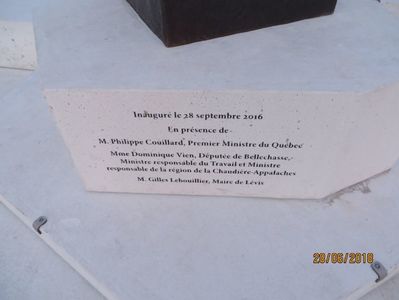 Inauguré le 28 septembre 2016
En présence de
M. Philippe Couillard, Premier Ministre du Québec
Mme Dominique Vien, Députée de Bellechasse,
Ministre responsable du Travail et Ministre
responsable de la région de la Chaudière-Appalaches
M. Gilles Lehouillier, Maire de Lévis
29/06/2018